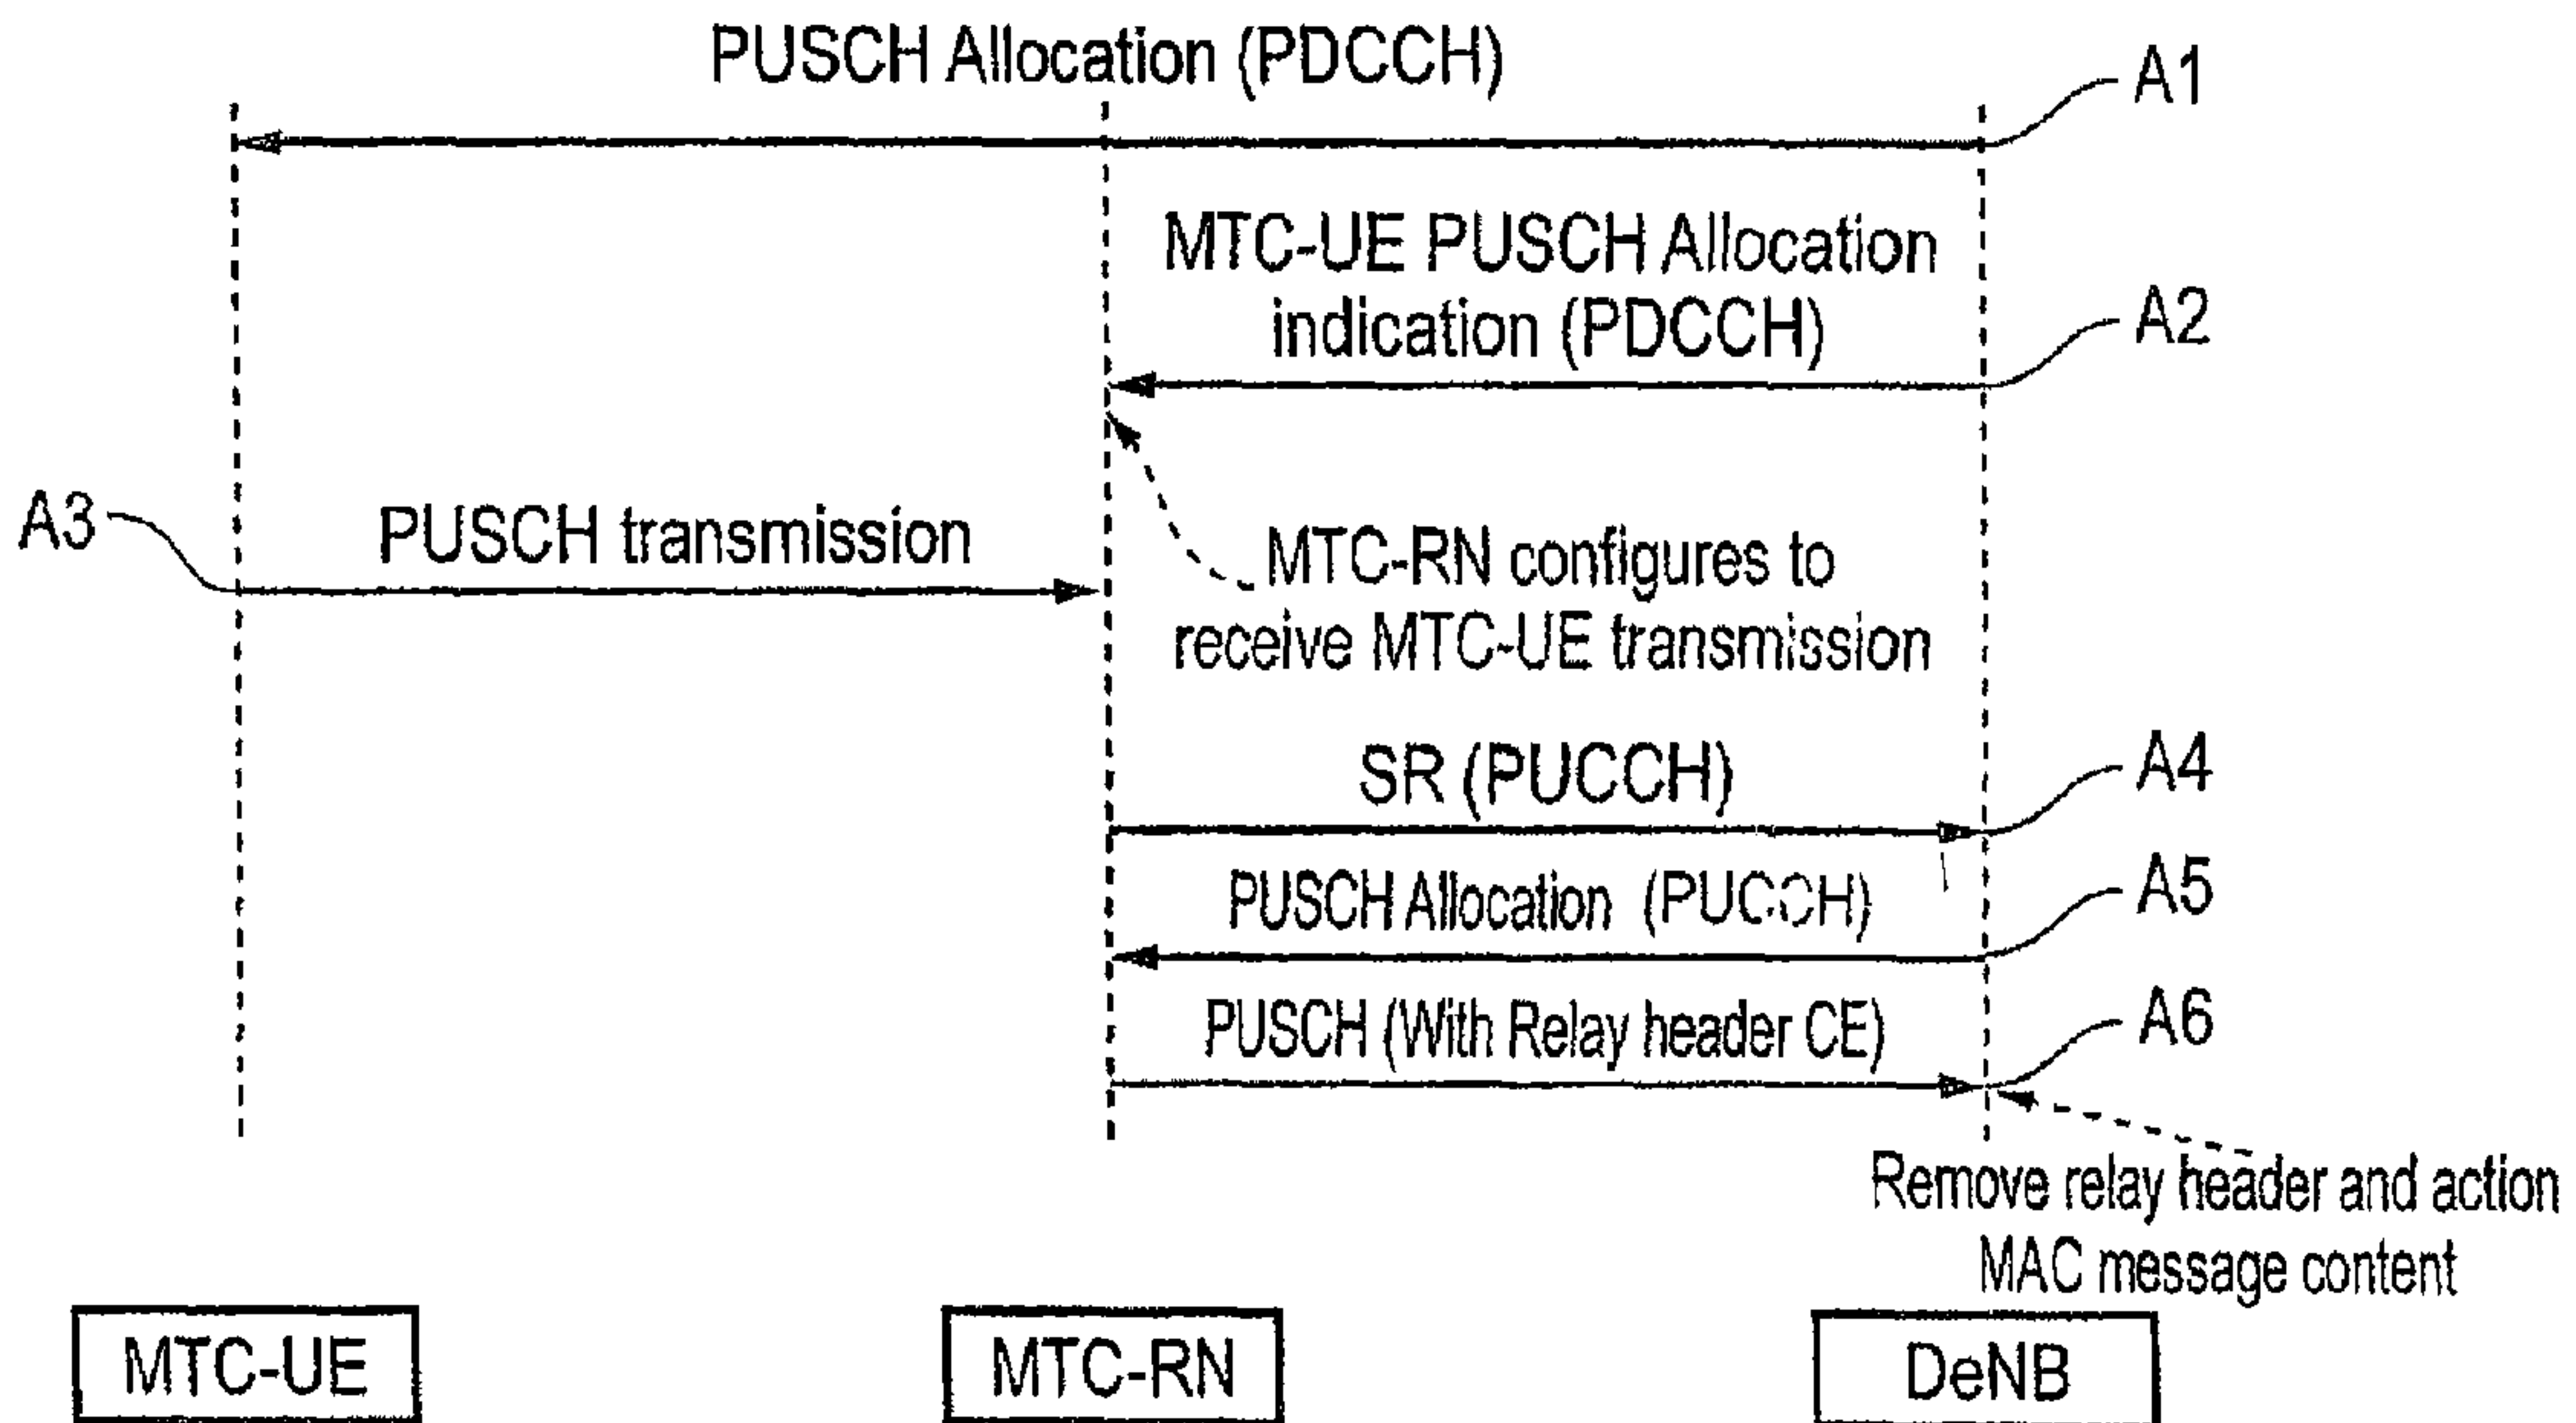 PUSCH Allocation (PDCCH)
A1
MTC-UE PUSCH Allocation
indication (PDCCH)
A2
A3
PUSCH transmission
MTC-RN configures to
receive MTC-UE transmission
SR (PUCCH)
A4
PUSCH Allocation (PUCCH)
A5
PUSCH (With Relay header CE)
A6
Remove relay header and action
MAC message content
MTC-UE
MTC-RN
DeNB